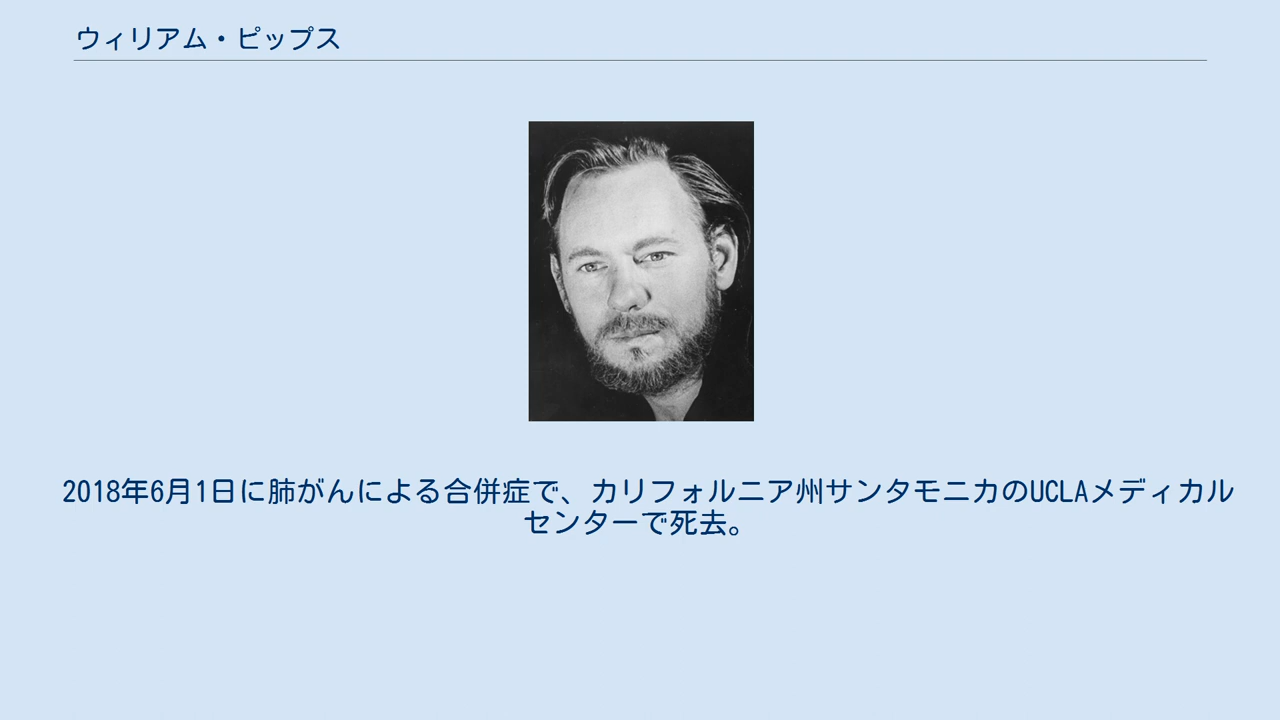 ウィリアム・ピップス
2018年6月1日に肺がんによる合併症で、カリフォルニア州サンタモニカのUCLAメディカル
センターで死去。